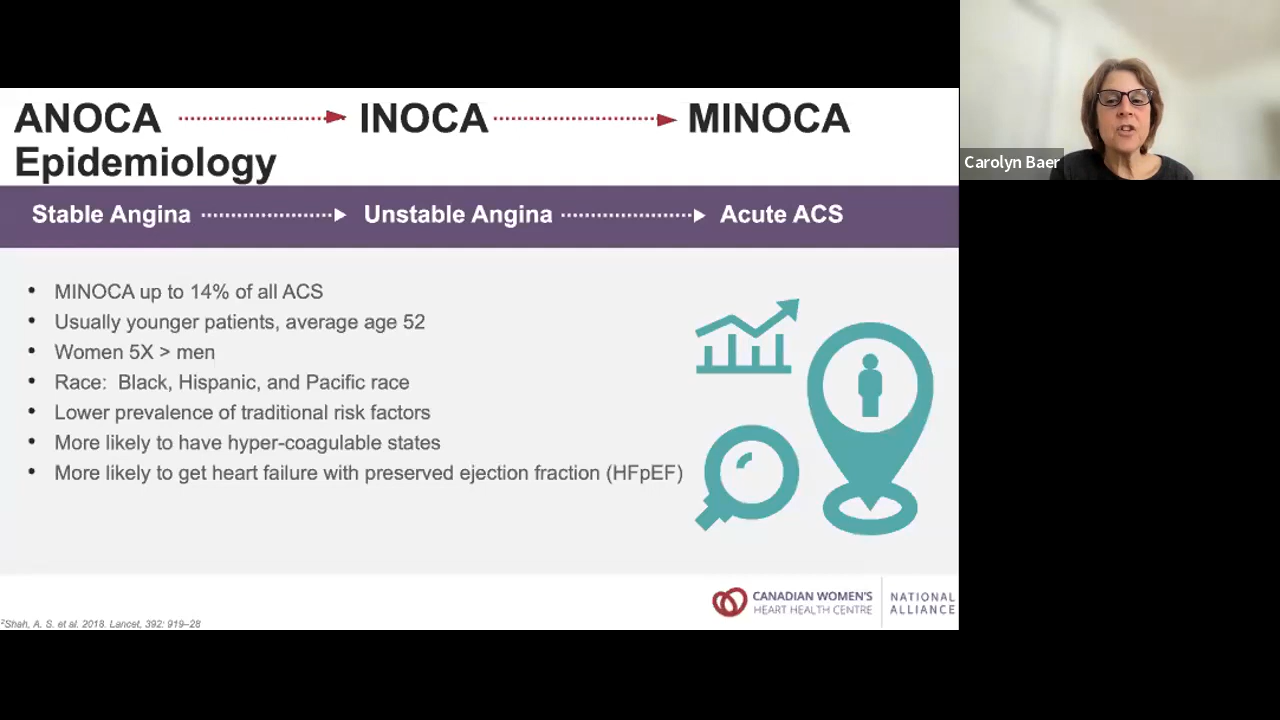 ANOCA INOCA MINOCA
Epidemiology
Stable Angina Unstable Angina Acute ACS
• MINOCA up to 14% of all ACS
• Usually younger patients, average age 52
• Women 5X > men
• Race: Black, Hispanic, and Pacific race
• Lower prevalence of traditional risk factors
• More likely to have hyper-coagulable states
• More likely to get heart failure with preserved ejection fraction (HFpEF)
CANADIAN WOMEN'S
HEART HEALTH CENTRE
NATIONAL
ALLIANCE
2Shah, A. S. et al. 2018. Lancet, 392: 919–28
Carolyn Baer